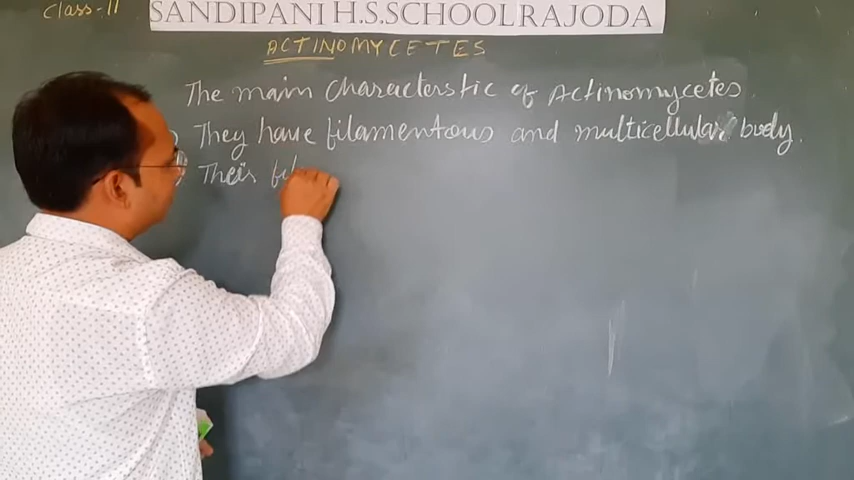 Class-11
SANDIPANI H.S.SCHOOL RAJODA
ACTINOMYCETES
The main characterstic of Actinomycetes.
They have filamentous and multicellular body.
Their